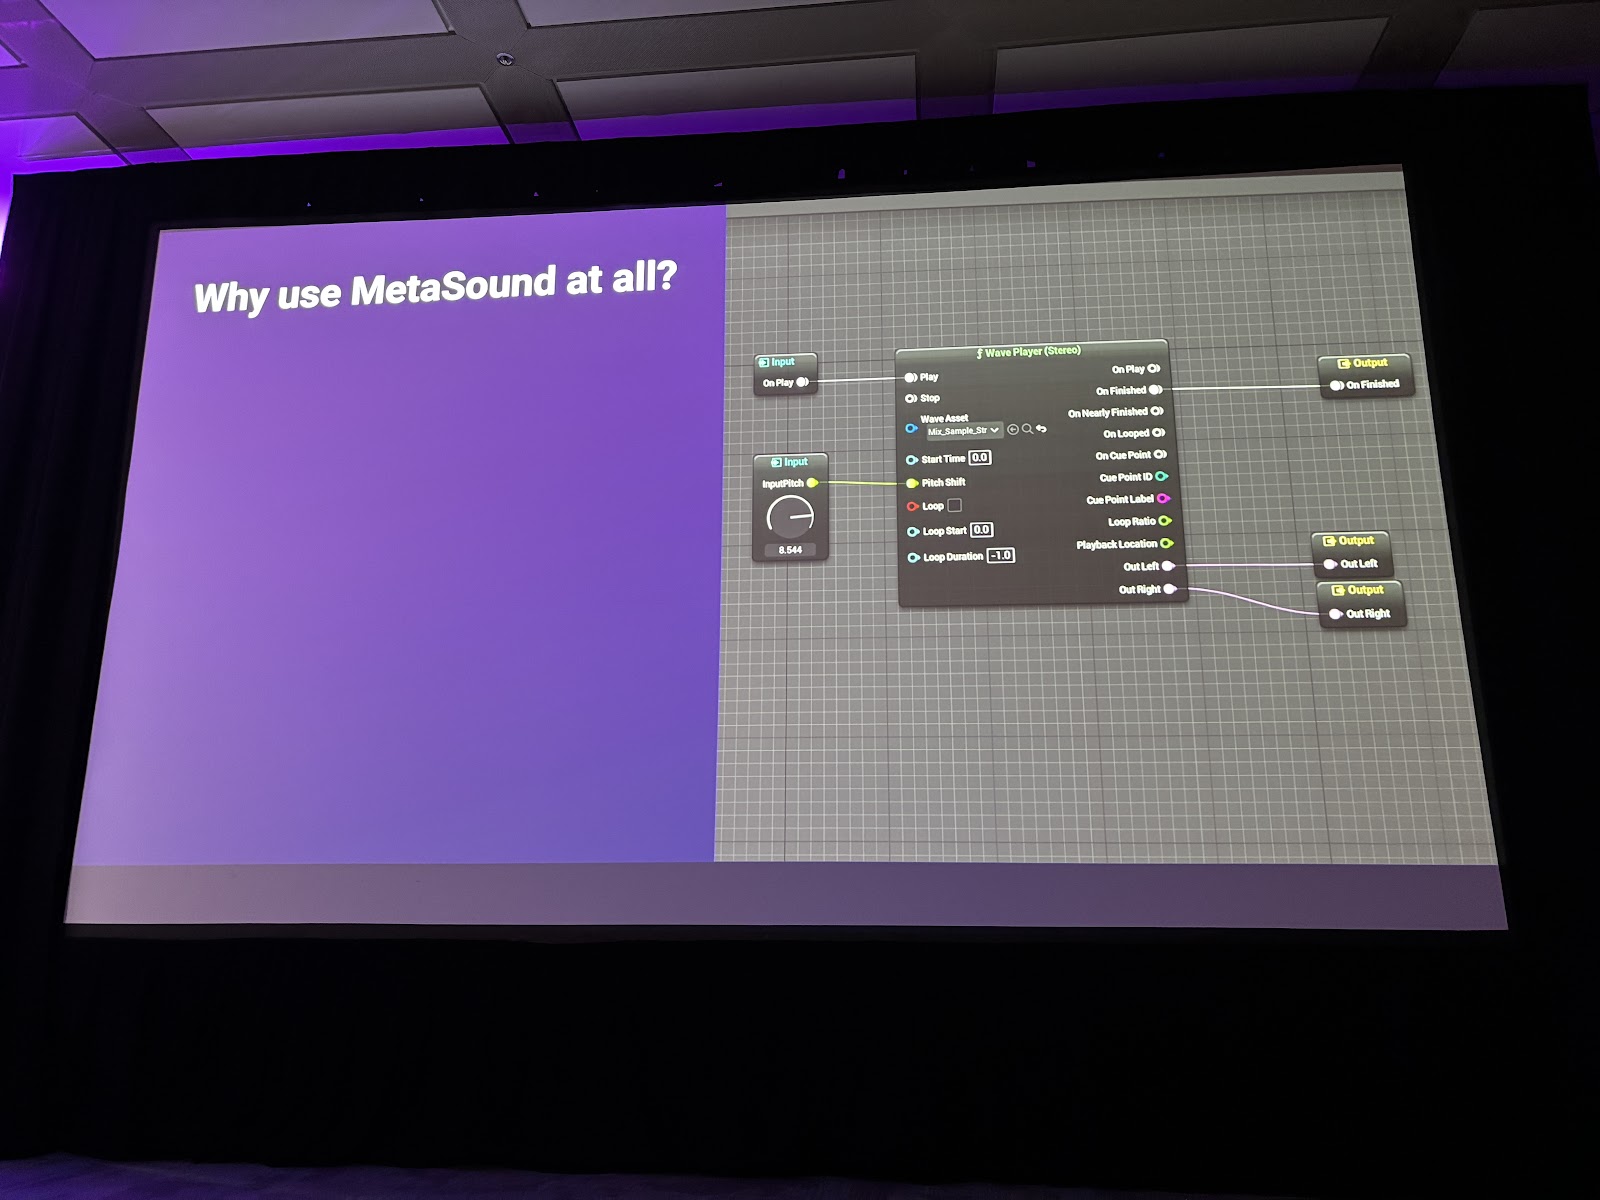 Why use MetaSound at all?
Input
On Play
Input
InputPitch
8.544
Wave Player (Stereo)
Play
Stop
Wave Asset
Mix_Sample_Str
Start Time 0.0
Pitch Shift
Loop
Loop Start 0.0
Loop Duration -1.0
On Play
On Finished
On Nearly Finished
On Looped
On Cue Point
Cue Point ID
Cue Point Label
Loop Ratio
Playback Location
Out Left
Out Right
Output
On Finished
Output
Out Left
Output
Out Right